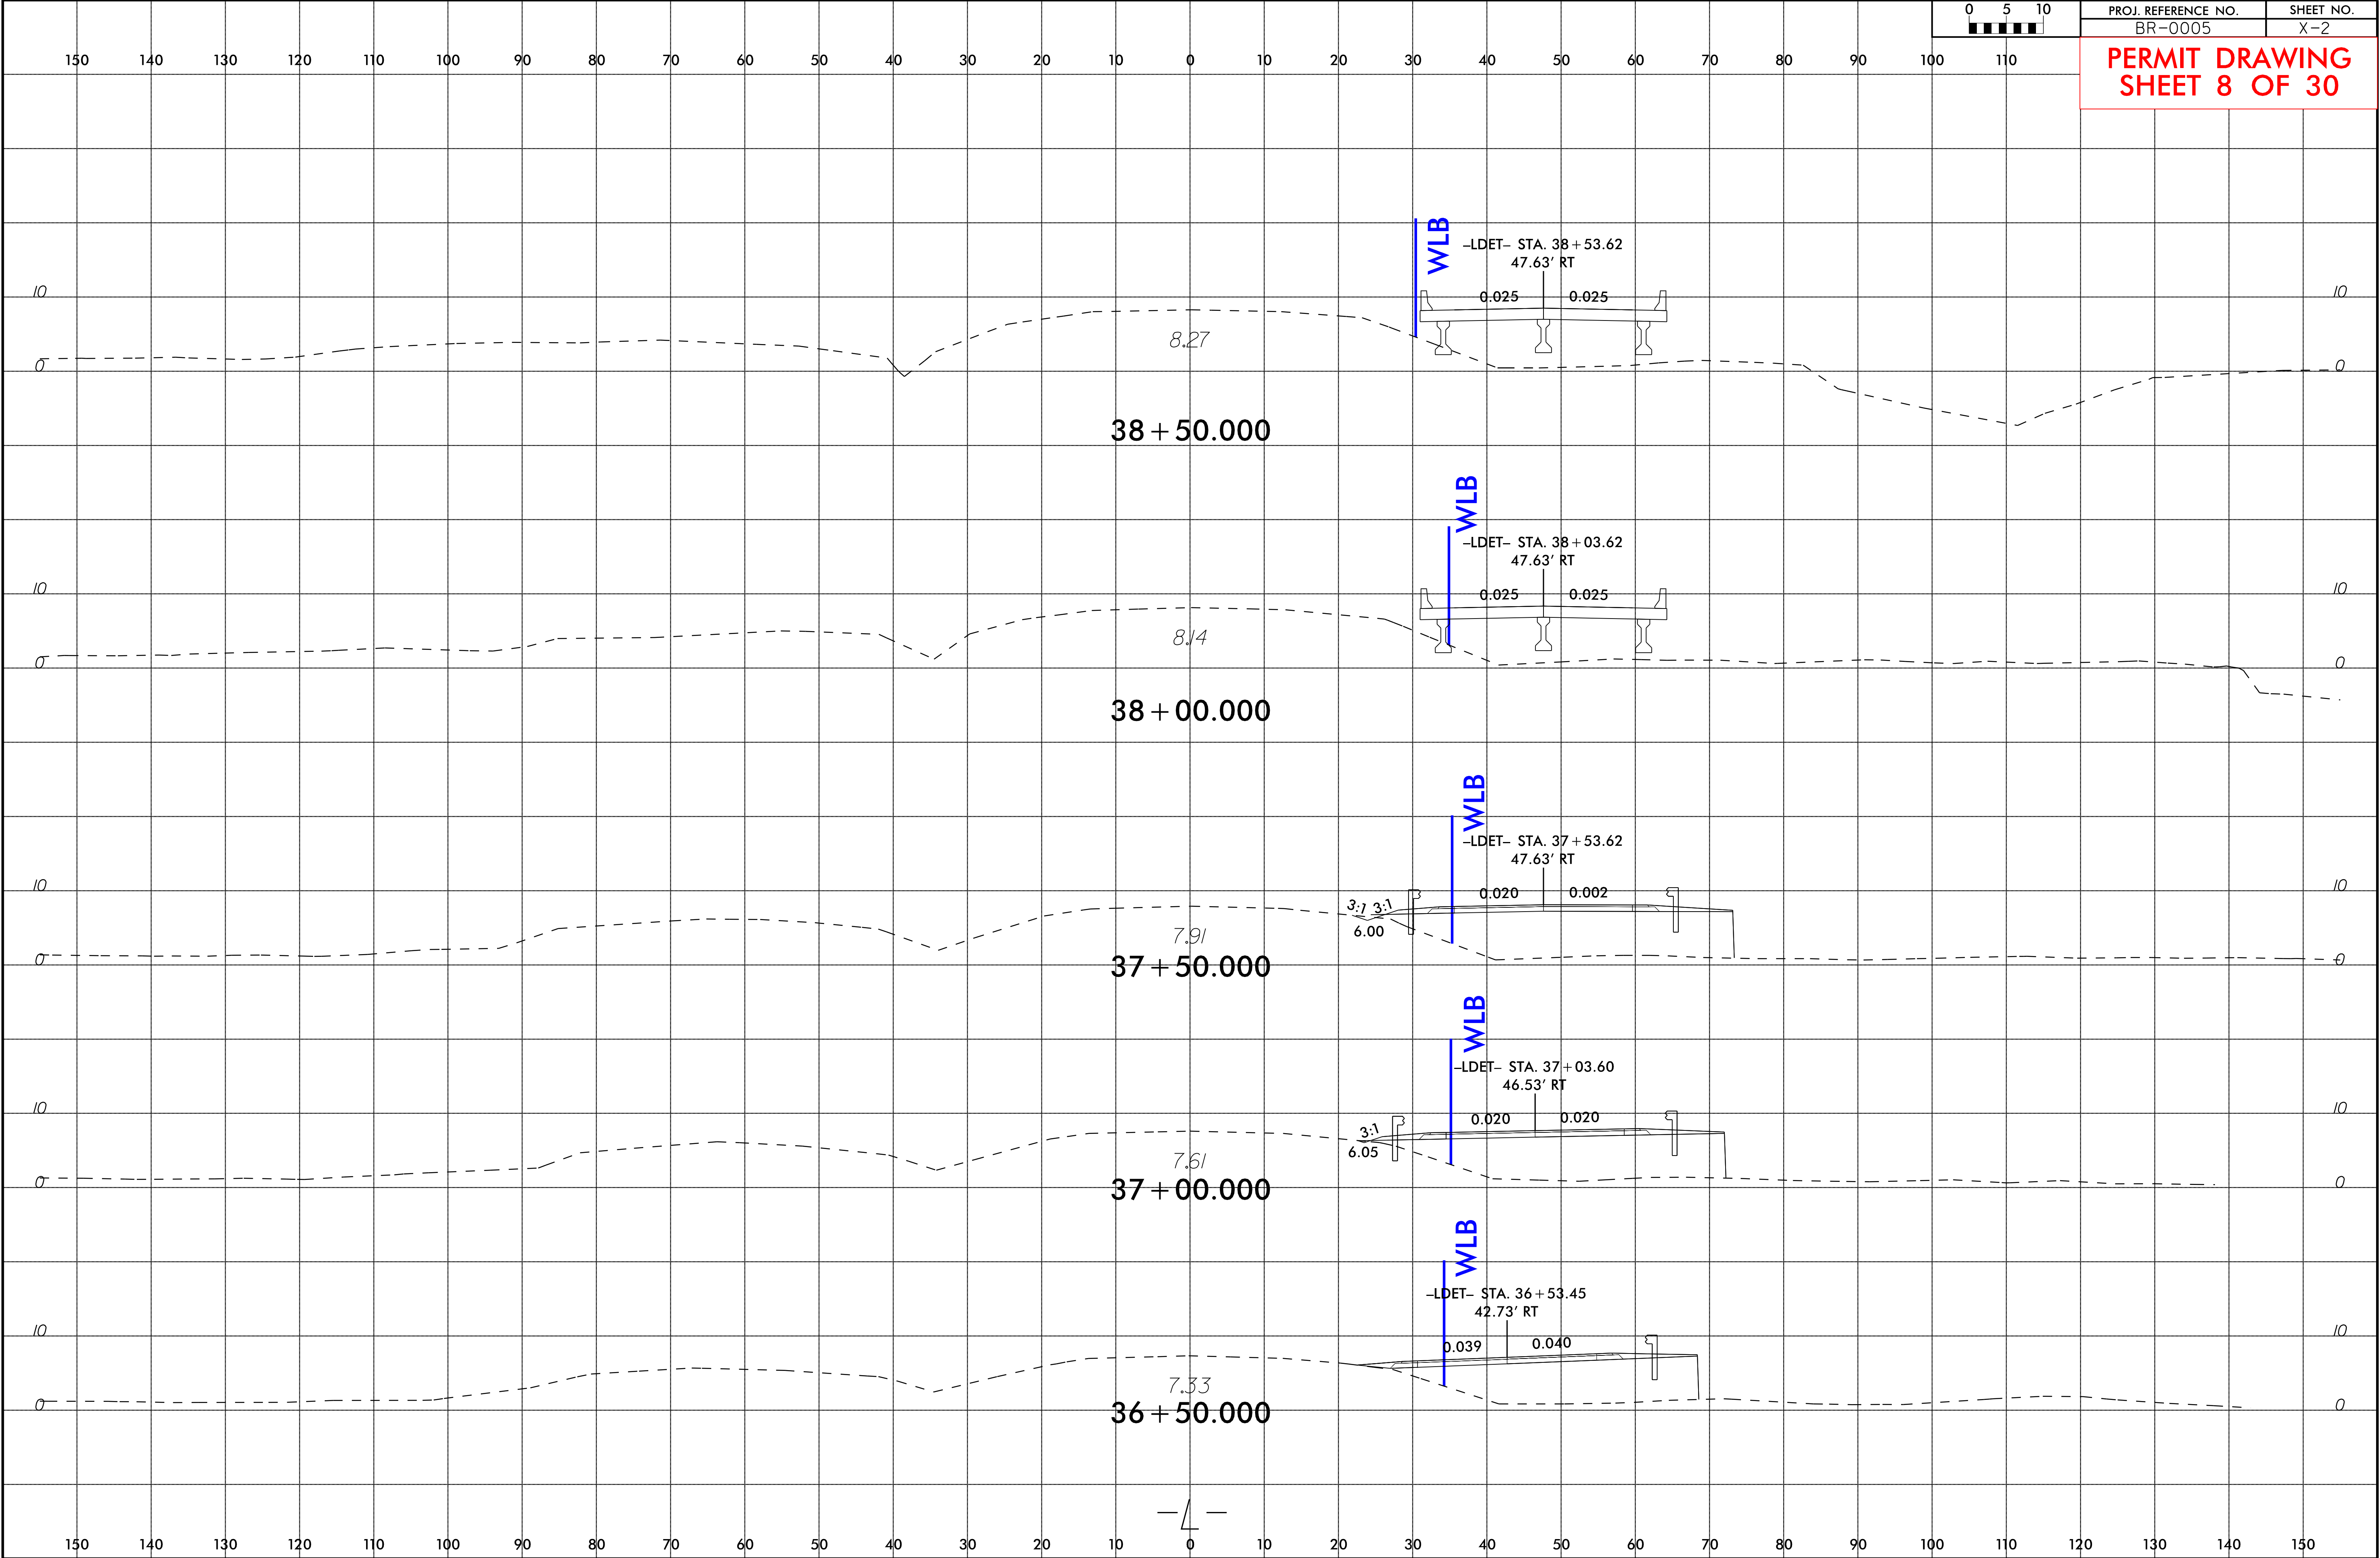 0 5 10
PROJ. REFERENCE NO. SHEET NO.
BR-0005 X-2
PERMIT DRAWING
SHEET 8 OF 30
150 140 130 120 110 100 90 80 70 60 50 40 30 20 10 0 10 20 30 40 50 60 70 80 90 100 110
WLB
-LDET- STA. 38+53.62
47.63' RT
10 0.025 0.025 10
8.27
0 0
38+50.000
WLB
-LDET- STA. 38+03.62
47.63' RT
10 0.025 0.025 10
8.14
0 0
38+00.000
WLB
-LDET- STA. 37+53.62
47.63' RT
10 0.020 0.002 10
3:1 3:1
6.00
7.91
0 0
37+50.000
WLB
-LDET- STA. 37+03.60
46.53' RT
10 0.020 0.020 10
3:1
6.05
7.61
0 0
37+00.000
WLB
-LDET- STA. 36+53.45
42.73' RT
10 0.039 0.040 10
7.33
0 0
36+50.000
-L-
150 140 130 120 110 100 90 80 70 60 50 40 30 20 10 0 10 20 30 40 50 60 70 80 90 100 110 120 130 140 150